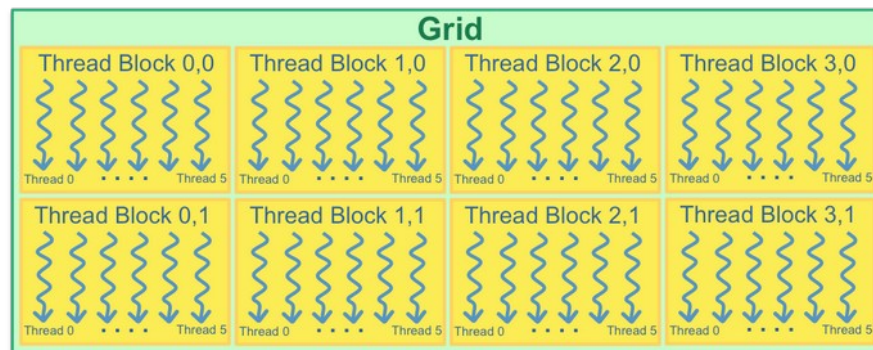 Grid
Thread Block 0,0
Thread 0 . . . . Thread 5
Thread Block 1,0
Thread 0 . . . . Thread 5
Thread Block 2,0
Thread 0 . . . . Thread 5
Thread Block 3,0
Thread 0 . . . . Thread 5
Thread Block 0,1
Thread 0 . . . . Thread 5
Thread Block 1,1
Thread 0 . . . . Thread 5
Thread Block 2,1
Thread 0 . . . . Thread 5
Thread Block 3,1
Thread 0 . . . . Thread 5